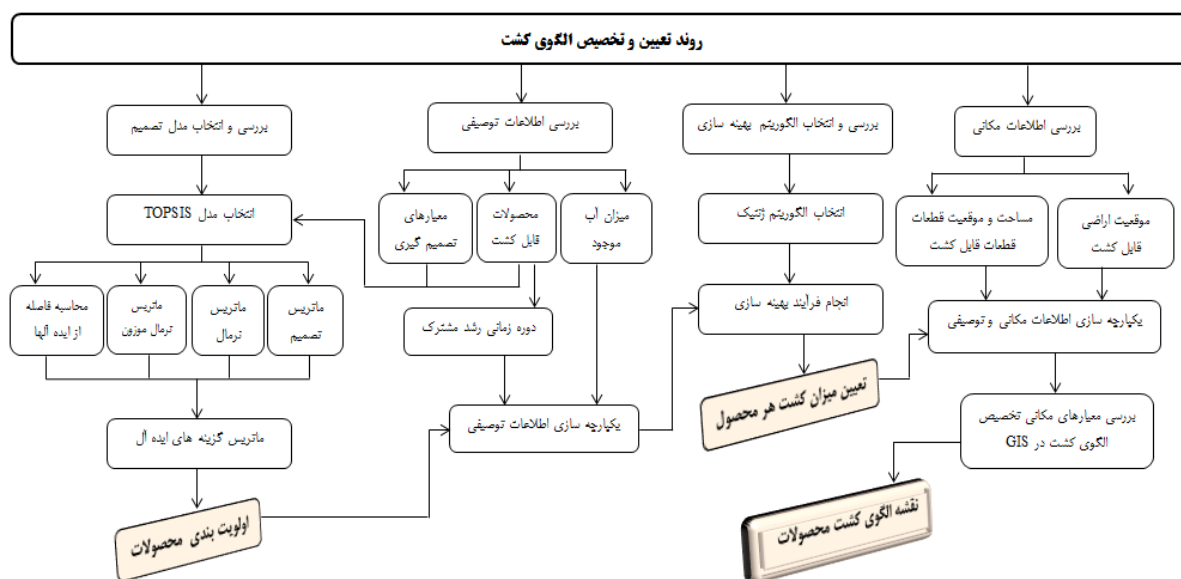 روند تعیین و تخصیص الگوی کشت
بررسی اطلاعات مکانی
بررسی و انتخاب الگوریتم بهینه سازی
بررسی اطلاعات توصیفی
بررسی و انتخاب مدل تصمیم
موقعیت اراضی
قابل کشت
مساحت و موقعیت قطعات
قطعات قابل کشت
انتخاب الگوریتم ژنتیک
میزان آب
موجود
محصولات
قابل کشت
معیارهای
تصمیم گیری
انتخاب مدل TOPSIS
یکپارچه سازی اطلاعات مکانی و توصیفی
انجام فرآیند بهینه سازی
دوره زمانی رشد مشترک
ماتریس
تصمیم
ماتریس
نرمال
ماتریس
نرمال موزون
محاسبه فاصله
از ایده آلها
بررسی معیارهای مکانی تخصیص
الگوی کشت در GIS
تعیین میزان کشت هر محصول
یکپارچه سازی اطلاعات توصیفی
ماتریس گزینه های ایده آل
نقشه الگوی کشت محصولات
اولویت بندی محصولات